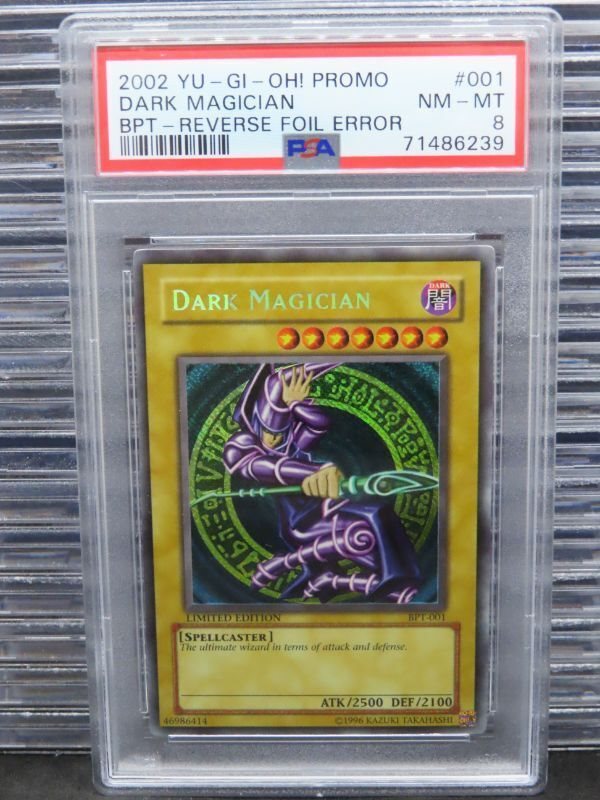 2002 YU-GI-OH! PROMO #001
DARK MAGICIAN NM-MT
BPT-REVERSE FOIL ERROR 8
PSA 71486239
DARK MAGICIAN
DARK
闇
LIMITED EDITION BPT-001
[SPELLCASTER]
The ultimate wizard in terms of attack and defense.
ATK/2500 DEF/2100
46986414 ©1996 KAZUKI TAKAHASHI